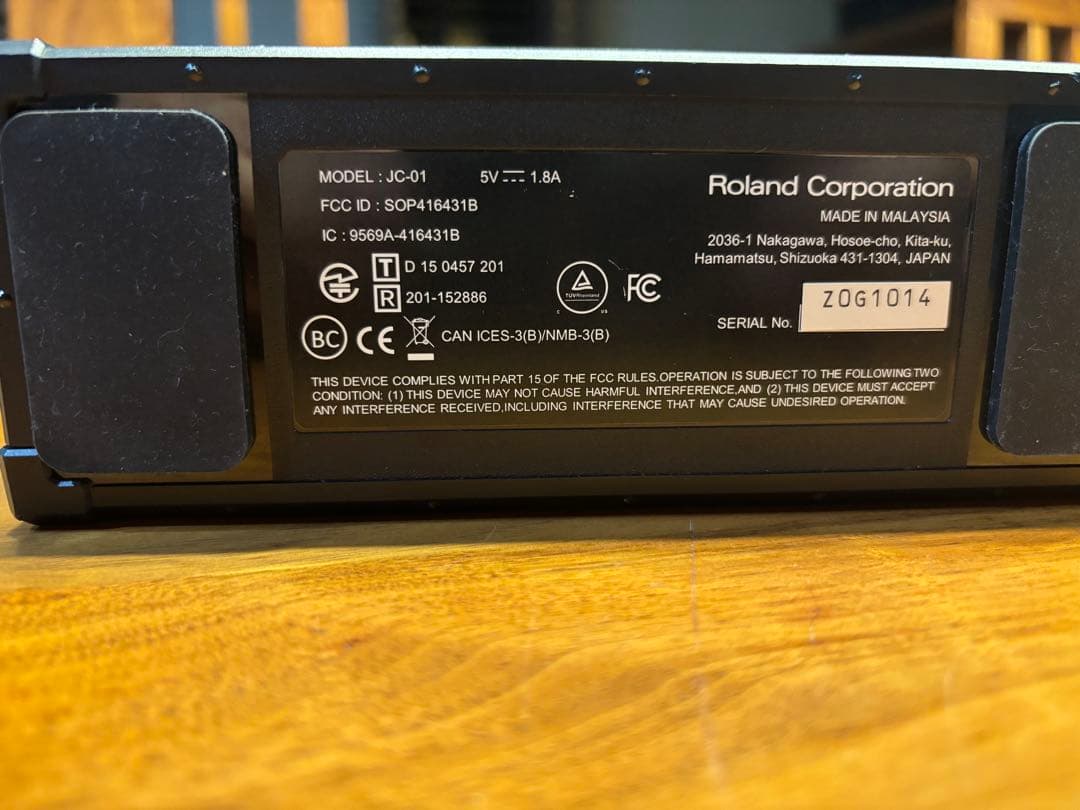 MODEL : JC-01 5V 1.8A
FCC ID : SOP416431B
IC : 9569A-416431B
T D 15 0457 201
R 201-152886
BC CE CAN ICES-3(B)/NMB-3(B)
TÜVRheinland
C US
FC
Roland Corporation
MADE IN MALAYSIA
2036-1 Nakagawa, Hosoe-cho, Kita-ku,
Hamamatsu, Shizuoka 431-1304, JAPAN
SERIAL No. Z0G1014
THIS DEVICE COMPLIES WITH PART 15 OF THE FCC RULES.OPERATION IS SUBJECT TO THE FOLLOWING TWO
CONDITION: (1) THIS DEVICE MAY NOT CAUSE HARMFUL INTERFERENCE,AND (2) THIS DEVICE MUST ACCEPT
ANY INTERFERENCE RECEIVED,INCLUDING INTERFERENCE THAT MAY CAUSE UNDESIRED OPERATION.